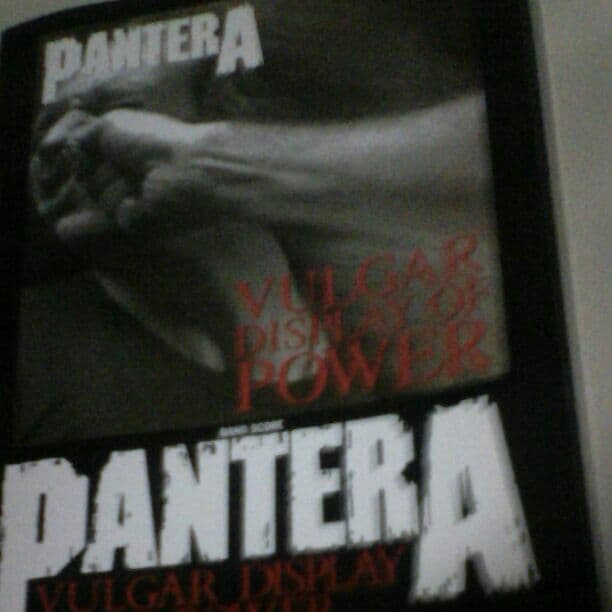 PANTERA
VULGAR
DISPLAY OF
POWER
BAND SCORE
PANTERA
VULGAR DISPLAY